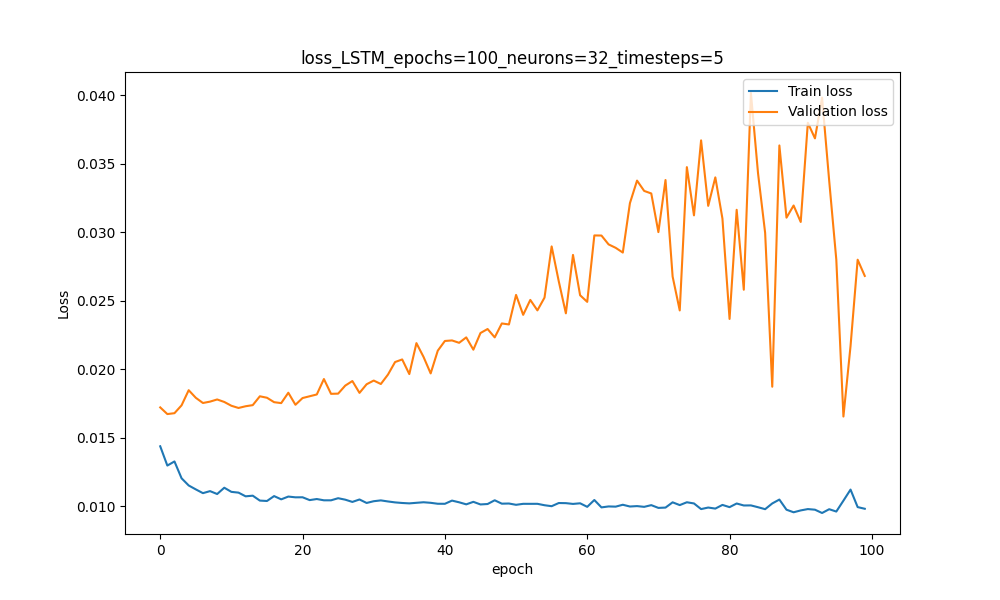 loss_LSTM_epochs=100_neurons=32_timesteps=5
Train loss
Validation loss
0.040
0.035
0.030
0.025
0.020
0.015
0.010
Loss
0
20
40
60
80
100
epoch